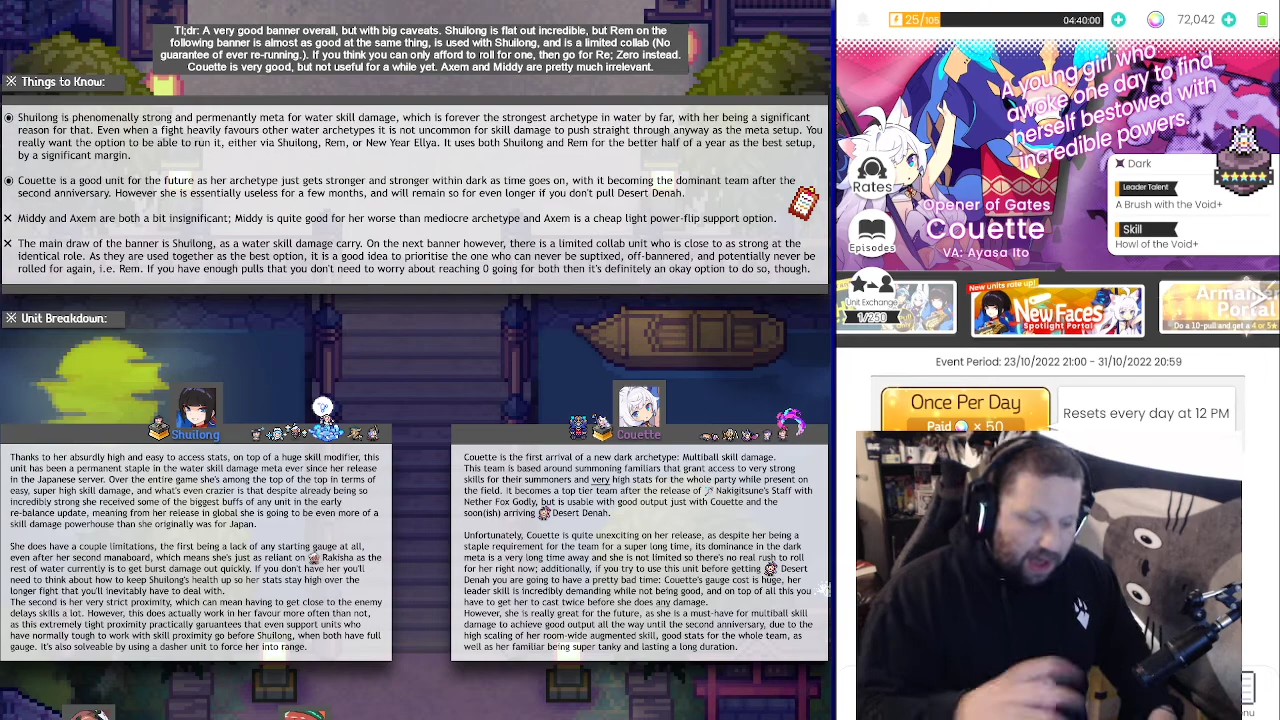 Tl;dr: A very good banner overall, but with big caveats. Shuilong is flat out incredible, but Rem on the
following banner is almost as good at the same thing, is used with Shuilong, and is a limited collab (No
guarantee of ever re-running.). If you think you can only afford to roll for one, then go for Re; Zero instead.
Couette is very good, but not useful for a while yet. Axem and Middy are pretty much irrelevant.
※ Things to Know:
Shuilong is phenomenally strong and permenantly meta for water skill damage, which is forever the strongest archetype in water by far, with her being a significant
reason for that. Even when a fight heavily favours other water archetypes, it's not uncommon for skill damage to push straight through anyway as the meta setup. You
really want the option to be able to run it, either via Shuilong, Rem or New Year Ellya. It uses both Shuilong and Rem for the better half of a year as the best setup,
by a significant margin.
Couette is a good unit for the future as her archetype just gets stronger and stronger within dark as time goes on, with it becoming the dominant team after the
second anniversary. However she is essentially useless for a few months, and will remain so for even longer if you don't pull Desert Denah.
Middy and Axem are both a bit insignificant; Middy is a cheap fire unit designed for her worse than usual fire archetype and Axem is a cheap light power-flip support option.
The main draw of the banner is Shuilong, as a water skill damage carry. On the next banner however, there is a limited collab unit who is close to as strong at the
identical role. As they are also used together as the meta, it's a good idea to prioritise the one who can never be tempuptixed, off-bannered, and potentially never be
rolled for again, i.e. Rem. If you have enough pulls that you don't need to worry about reaching 0 going for both then it's definitely an okay option to do so, though.
※ Unit Breakdown:
Shuilong
Thanks to her absurdly high and easy to access stats, on top of a huge skill modifier, this
unit has been a permanent staple in the water skill damage meta ever since her release
in the Japanese server. Over the entire game she's among the top of the top in terms of
easy, super high skill damage, and what's even crazier is that despite already being so
incredibly strong she received one of the biggest buffs of any unit in the early
re-balance update, meaning from her release in global she's going to be even more of a
skill damage powerhouse than she originally was for Japan.
She does have a couple limitations, the first being a lack of any starting gauge at all,
even after her second manaboard, which means she's just as reliant on Ramalisha as the
rest of water currently is to get burst damage out quickly. If you don't have her you'll
need to think about how to keep Shuilong's health up so her stats stay high over the
longer fight that you'll inevitably have to deal with.
The second is her very strict proximity, which can mean having to get close to the enemy
delays skills a lot. However, this does actually work in her favour more often than not,
as this extremely tight proximity practically garuantees that even support units who
have normally tought to work with skill proximity go before Shuilong, when both have full
gauge. It's also solveable by using a dasher unit to force her into range.
Couette
Couette is the first arrival of a new dark archetype: Multiball skill damage.
This team is based around summoning familiars that grant access to very strong
skills for their summoners and very high stats for the whole party while present on
the field. It becomes a top tier team after the release of Nakigitsune's Staff with
Outher Fox Godly, but is usable with good output just with Couette and the
soon(ish) arriving Desert Denah.
Unfortunately, Couette is quite unexciting on her release, as despite her being a
staple requirement for the team for a super long time, its dominance in the dark
meta is a very long time away and she is not limited so there's no real rush to roll
for her right now; additionally, if you try to use this unit before getting Desert
Denah you are going to have a pretty bad time: Couette's gauge cost is huge, her
leader skill is incredibly demanding while not being good, and on top of all this you
have to get her to cast twice before she does any damage.
However, she is really great for the future, as she is a must-have for multiball skill
damage to achieve good output all the way until the second anniversary, due to the
high scaling of her room-wide augmented skill, good stats for the whole team, as
well as her familiar being super tanky and lasting a long duration.
25/105
04:40:00
72,042
A young girl who
awoke one day to find
herself bestowed with
incredible powers.
Rates
Episodes
Dark
Leader Talent
A Brush with the Void+
Skill
Howl of the Void+
Opener of Gates
Couette
VA: Ayasa Ito
Unit Exchange
1/250
New units rate up!
New Faces
Spotlight Portal
Armament
Portal
Do a 10-pull and get a 4 or 5★
Event Period: 23/10/2022 21:00 - 31/10/2022 20:59
Once Per Day
Paid × 50
Resets every day at 12 PM